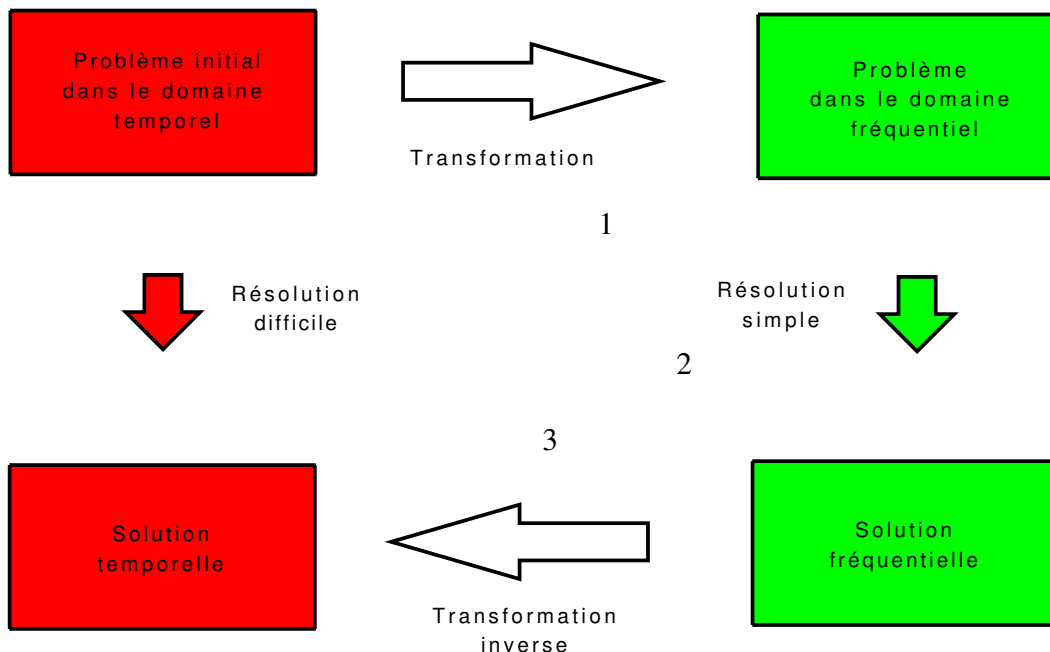 Problème initial
dans le domaine
temporel
Transformation
Problème
dans le domaine
fréquentiel
1
Résolution
difficile
Résolution
simple
2
3
Solution
temporelle
Transformation
inverse
Solution
fréquentielle